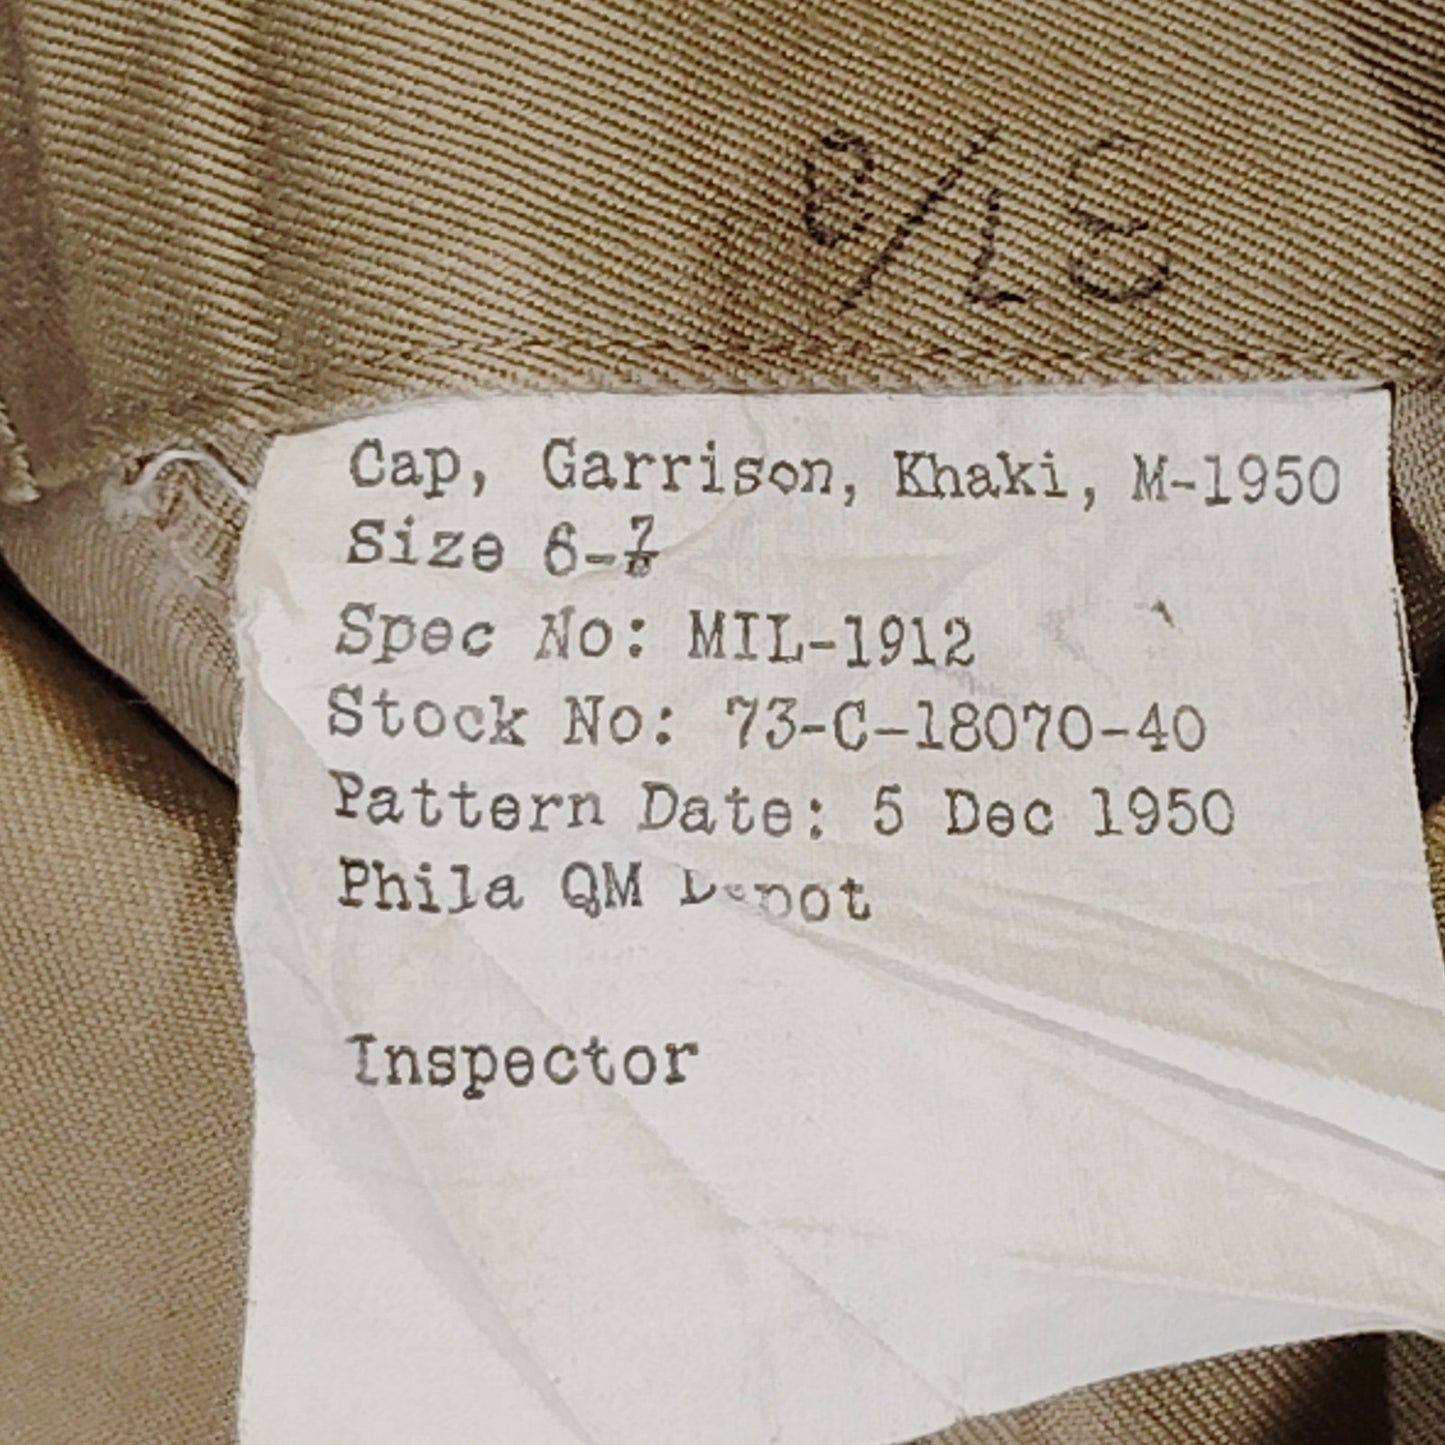 Cap, Garrison, Khaki, M-1950
Size 6-7/8
Spec No: MIL-1912
Stock No: 73-C-18070-40
Pattern Date: 5 Dec 1950
Phila QM Depot
Inspector